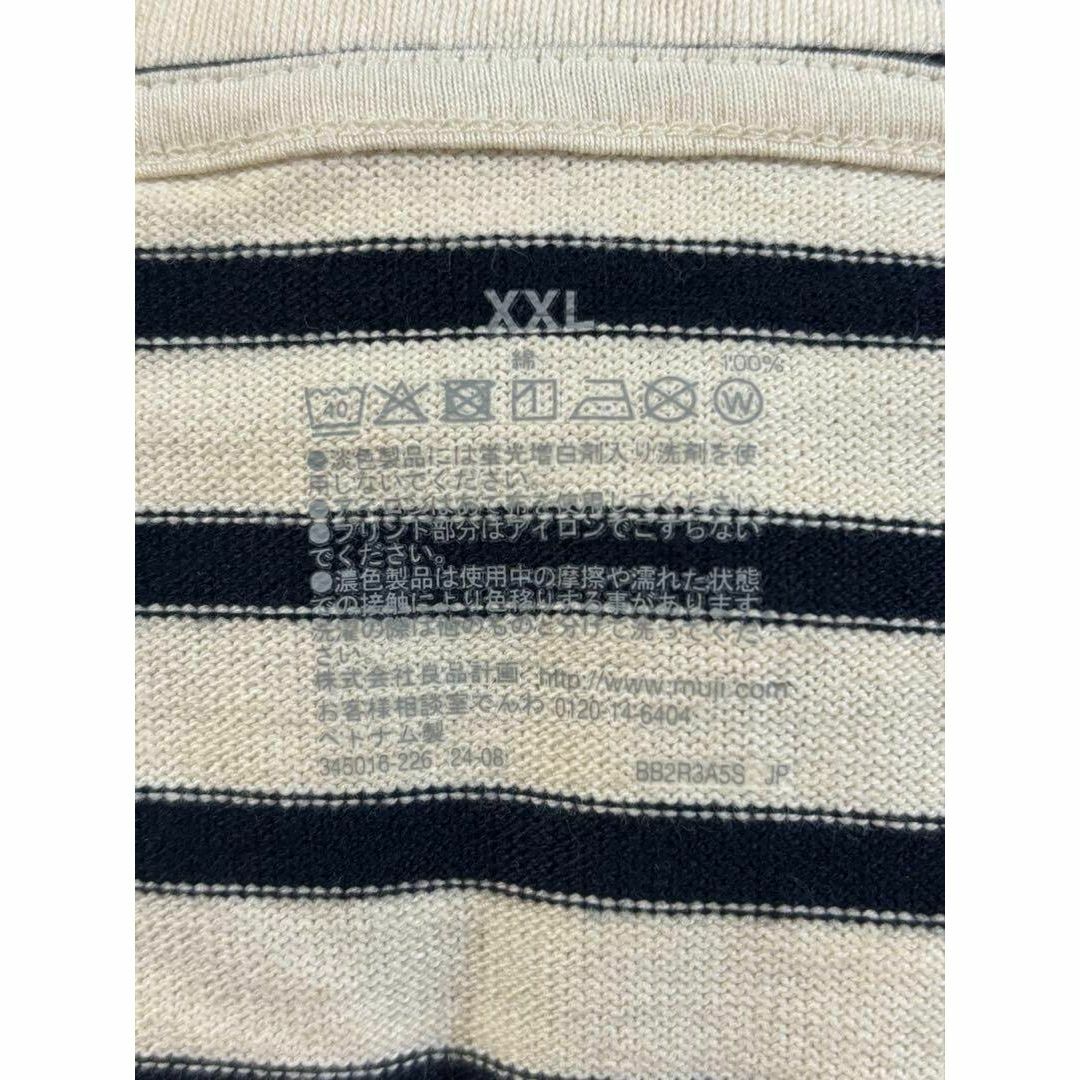 XXL
綿 100%
40 W
●淡色製品には蛍光増白剤入り洗剤を使
用しないでください
●アイロンはあて布を使用してください
●プリント部分はアイロンでこすらない
でください。
●濃色製品は使用中の摩擦や濡れた状態
での接触により色移りする事があります
洗濯の際は他のものと分けて洗ってくだ
さい。
株式会社良品計画 http://www.muji.com
お客様相談室でんわ 0120-14-6404
ベトナム製
345016 226 24-08 BB2R3A5S JP